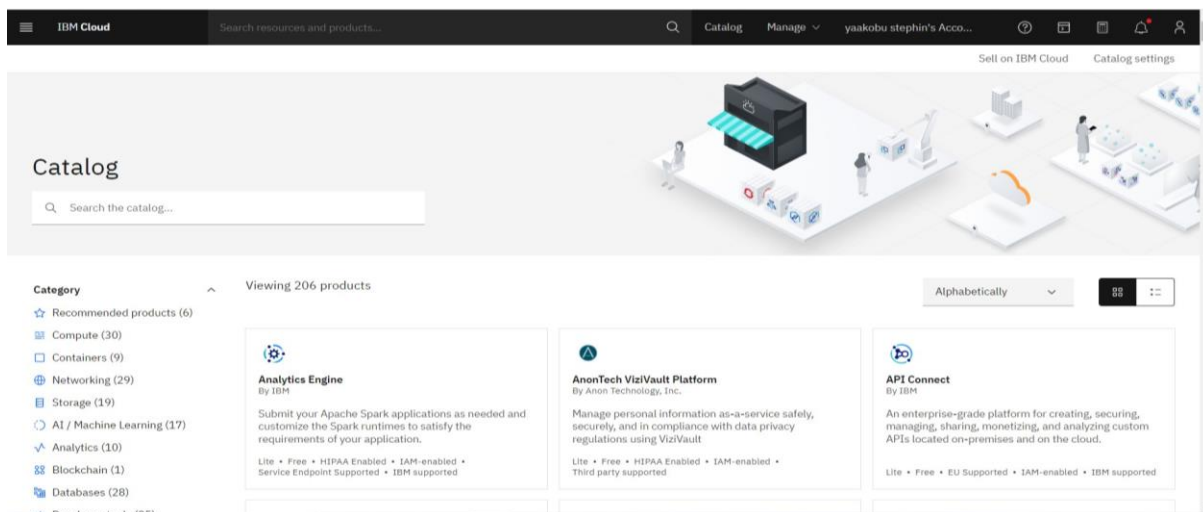 IBM Cloud
Search resources and products...
Catalog
Manage
yaakobu stephin's Acco...
Sell on IBM Cloud
Catalog settings
Catalog
Search the catalog...
Category
Recommended products (6)
Compute (30)
Containers (9)
Networking (29)
Storage (19)
AI / Machine Learning (17)
Analytics (10)
Blockchain (1)
Databases (28)
Viewing 206 products
Alphabetically
Analytics Engine
By IBM
Submit your Apache Spark applications as needed and
customize the Spark runtimes to satisfy the
requirements of your application.
Lite • Free • HIPAA Enabled • IAM-enabled •
Service Endpoint Supported • IBM supported
AnonTech ViziVault Platform
By Anon Technology, Inc.
Manage personal information as-a-service safely,
securely, and in compliance with data privacy
regulations using ViziVault
Lite • Free • HIPAA Enabled • IAM-enabled •
Third party supported
API Connect
By IBM
An enterprise-grade platform for creating, securing,
managing, sharing, monetizing, and analyzing custom
APIs located on-premises and on the cloud.
Lite • Free • EU Supported • IAM-enabled • IBM supported